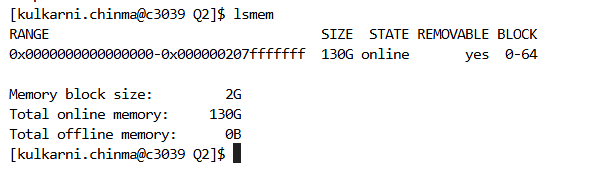 [kulkarni.chinma@c3039 Q2]$ lsmem
RANGE                                  SIZE  STATE REMOVABLE BLOCK
0x0000000000000000-0x000000207fffffff  130G online       yes  0-64

Memory block size:         2G
Total online memory:     130G
Total offline memory:      0B
[kulkarni.chinma@c3039 Q2]$